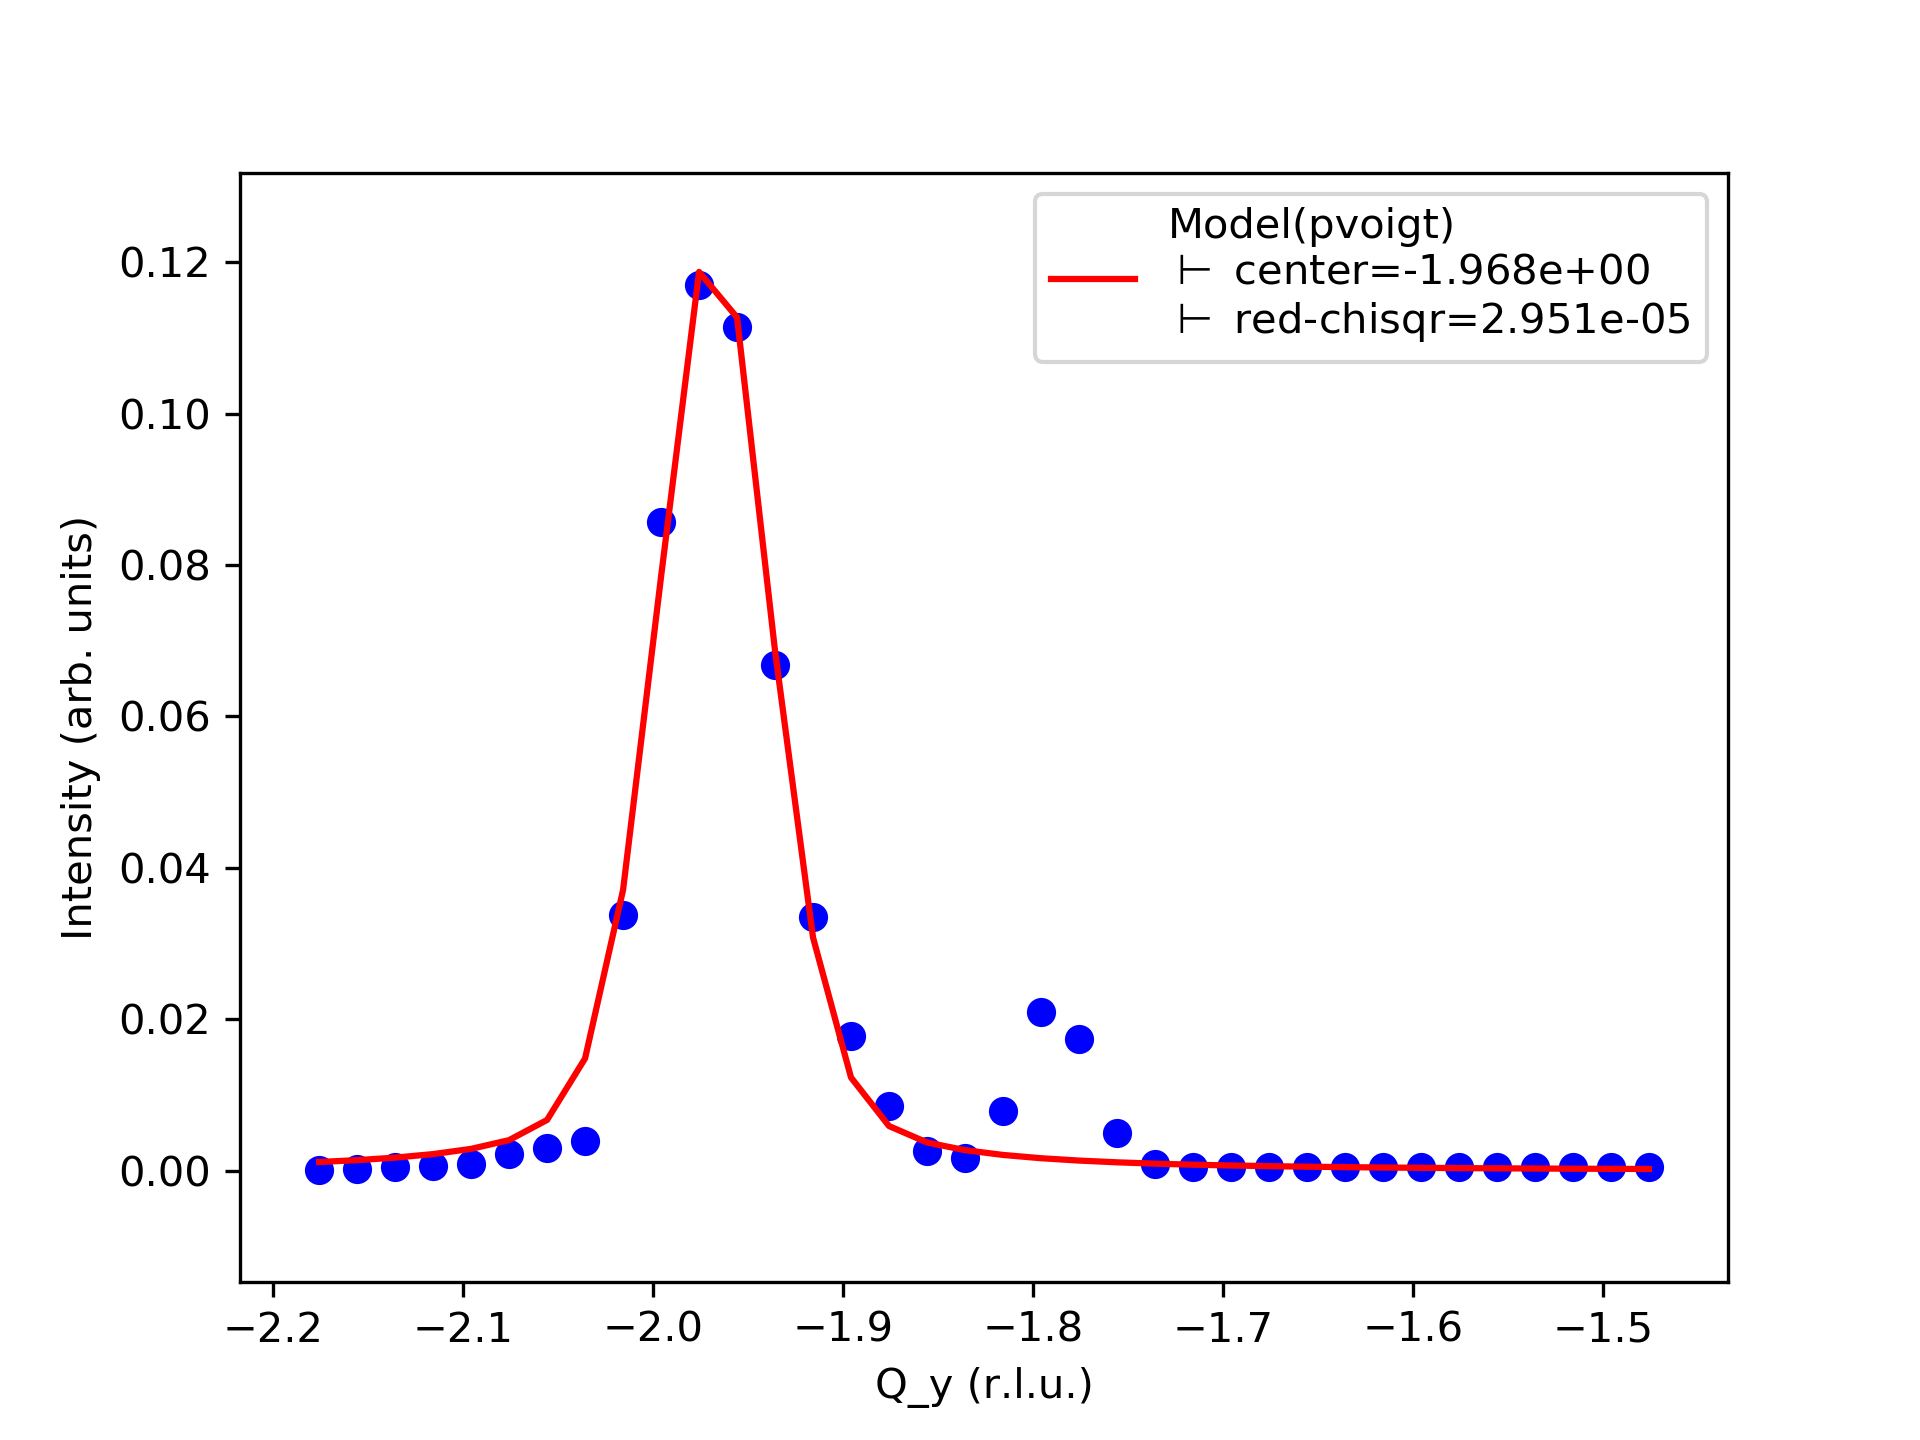 Model(pvoigt)
⊢ center=-1.968e+00
⊢ red-chisqr=2.951e-05
0.12
0.10
0.08
0.06
0.04
0.02
0.00
Intensity (arb. units)
−2.2 −2.1 −2.0 −1.9 −1.8 −1.7 −1.6 −1.5
Q_y (r.l.u.)